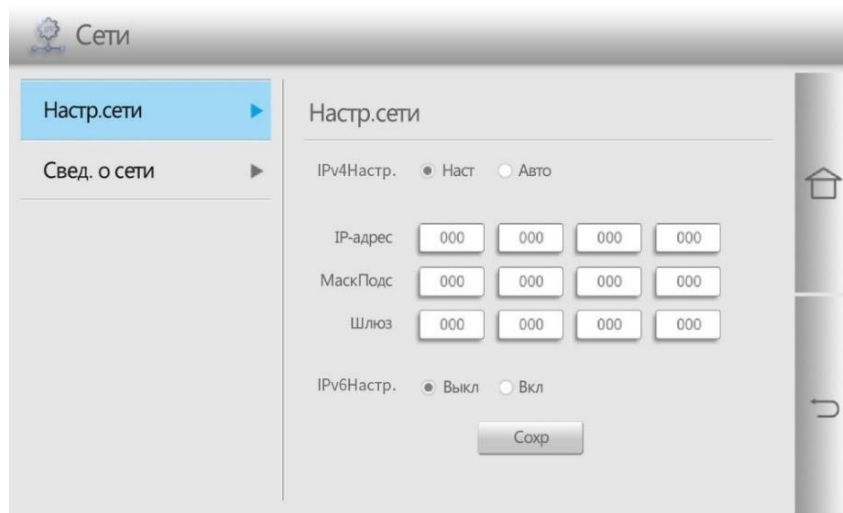 Сети
Настр.сети
Свед. о сети
Настр.сети
IPv4Настр. Наст Авто
IP-адрес 000 000 000 000
МаскПодс 000 000 000 000
Шлюз 000 000 000 000
IPv6Настр. Выкл Вкл
Сохр